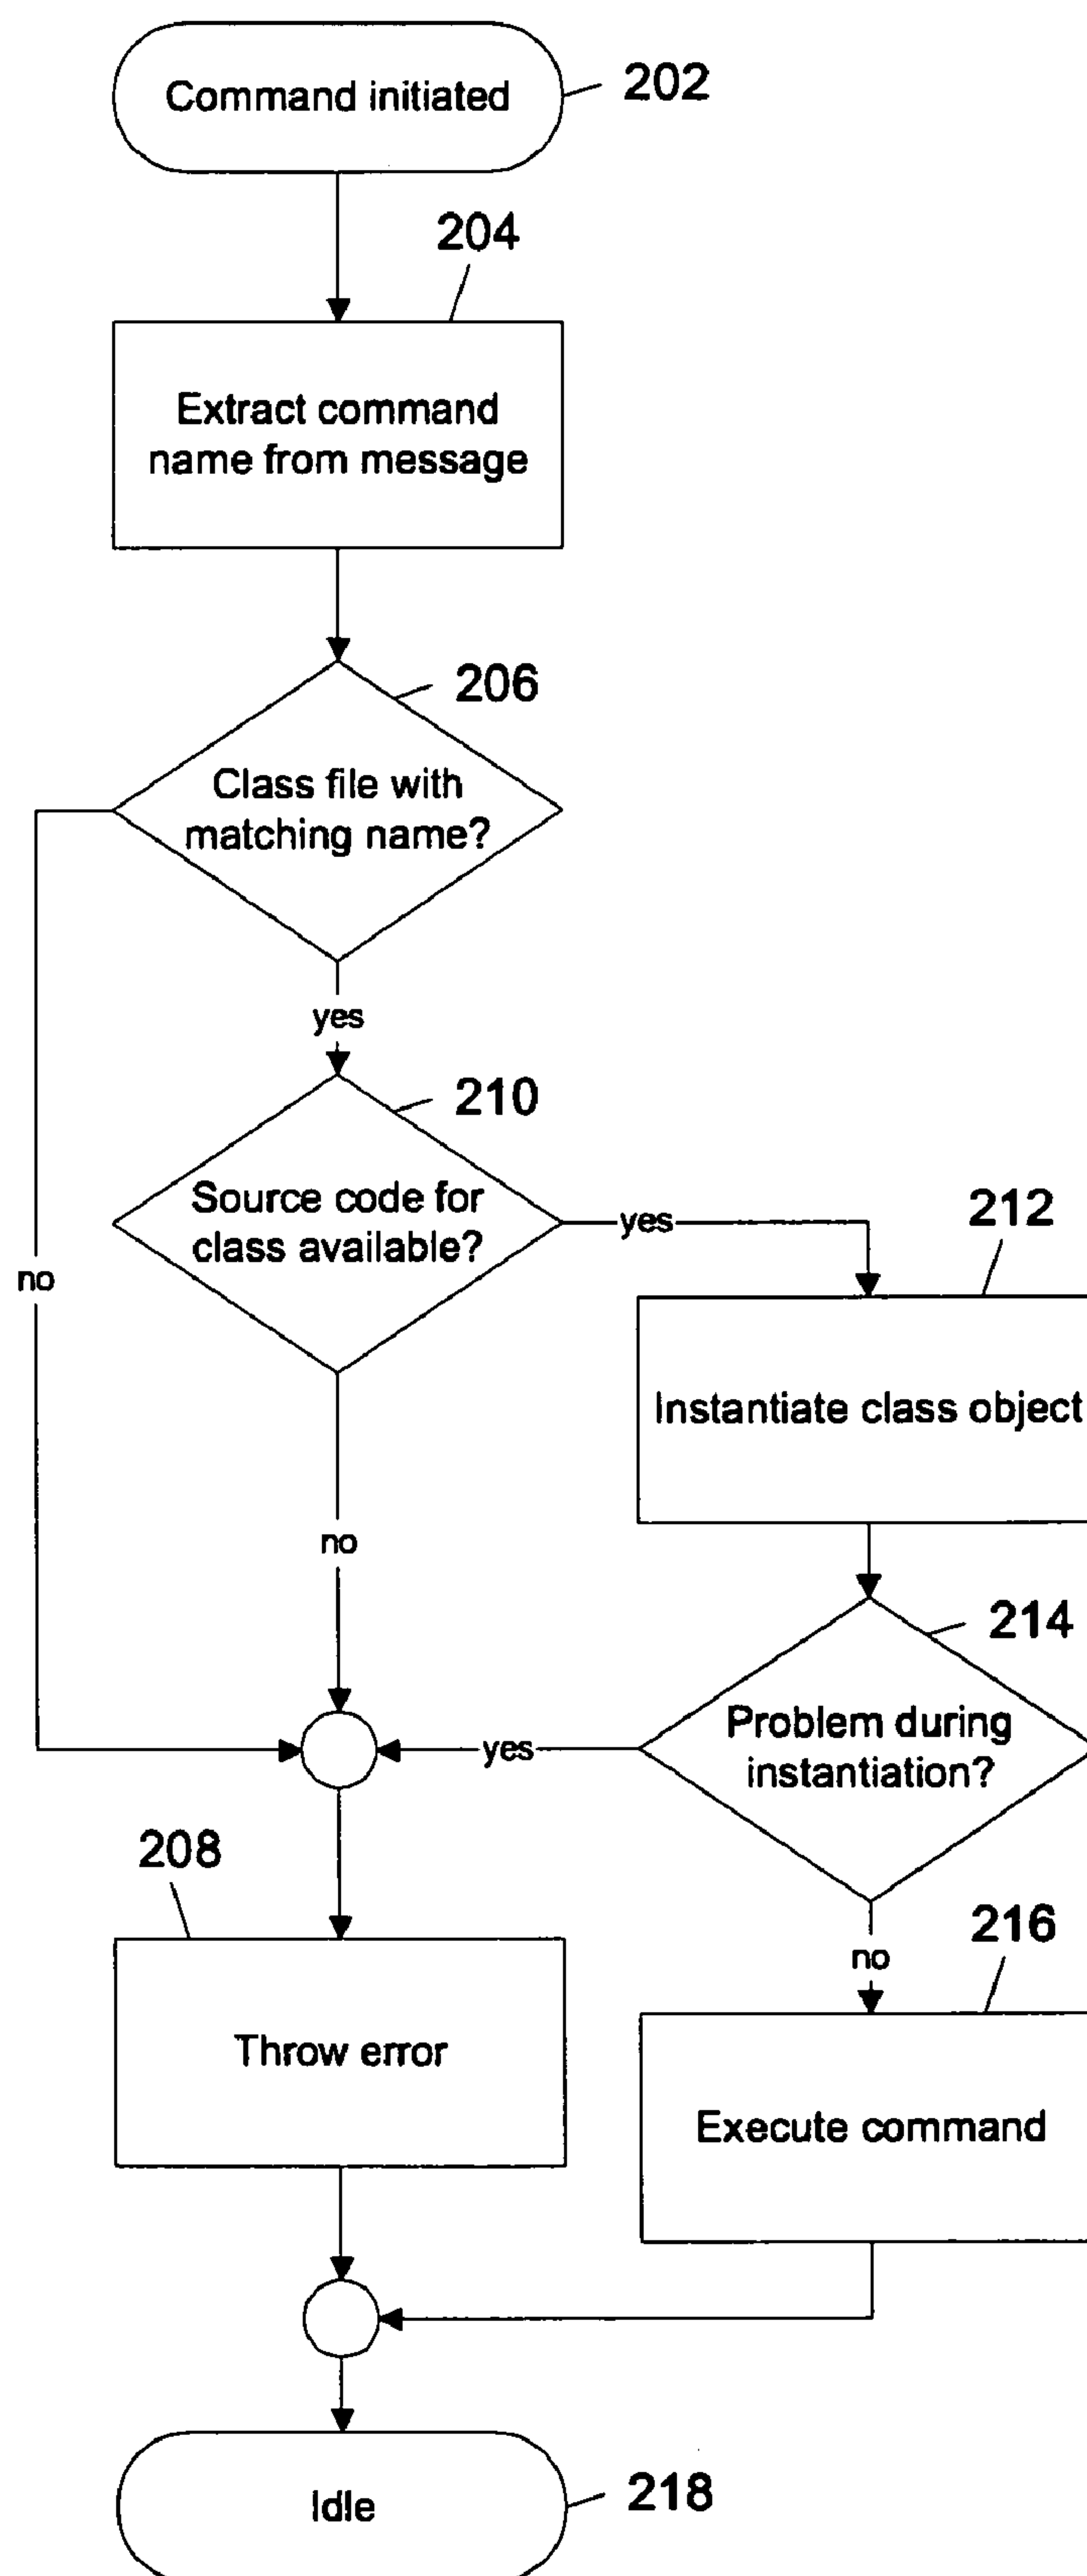 Command initiated
202
204
Extract command
name from message
206
Class file with
matching name?
yes
210
Source code for
class available?
yes
212
no
Instantiate class object
no
214
Problem during
instantiation?
yes
208
216
no
Throw error
Execute command
Idle
218